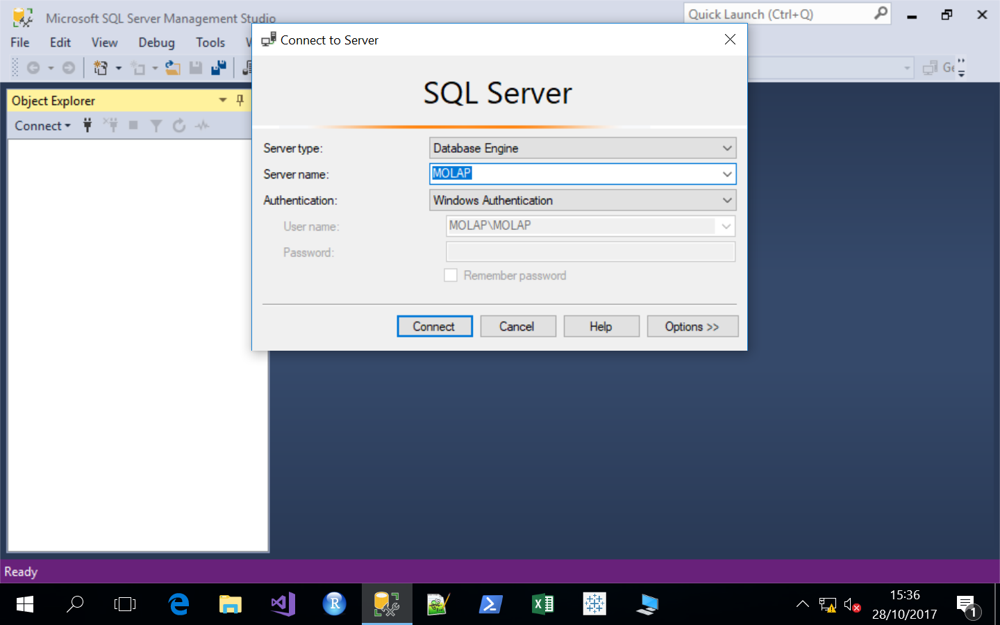 Microsoft SQL Server Management Studio
Quick Launch (Ctrl+Q)
File Edit View Debug Tools
Connect to Server
Object Explorer
Connect
SQL Server
Server type: Database Engine
Server name: MOLAP
Authentication: Windows Authentication
User name: MOLAP\MOLAP
Password:
Remember password
Connect Cancel Help Options >>
Ready
15:36
28/10/2017
1